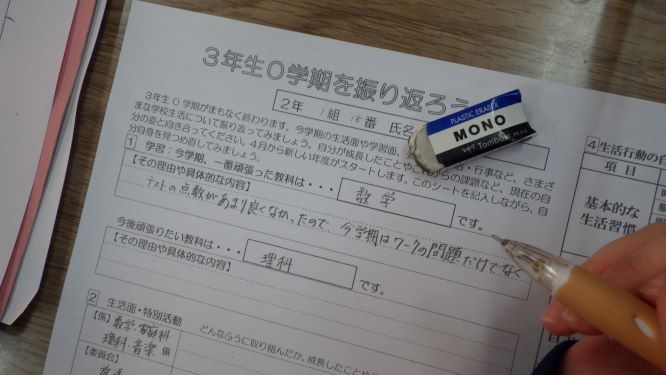 3年生0学期を振り返ろう
2年 組 番 氏名
3年生0学期がまもなく終わります。今学期の生活面や学習面、 ・行事など、さまざ
まな学校生活について振り返ってみましょう。自分が成長したことや からの課題など、現在の自
分の姿と向き合ってください。4月から新しい年度がスタートします。このシートを記入しながら、自
分自身を見つめ直してみましょう。
PLASTIC ERASER
MONO
Tombow
1 学習：今学期、一番頑張った教科は・・・ 数学 です。
【その理由や具体的な内容】
テストの点数があまり良くなかったので 今学期はワークの問題だけでなく
今後頑張りたい教科は・・・ 理科 です。
【その理由や具体的な内容】
2 生活面・特別活動
【係】 数学、
理科 音楽 係
どんなふうに取り組んだか、成長したことや
【委員会】
放送
4 生活行動の
項目
基本的な
生活習慣